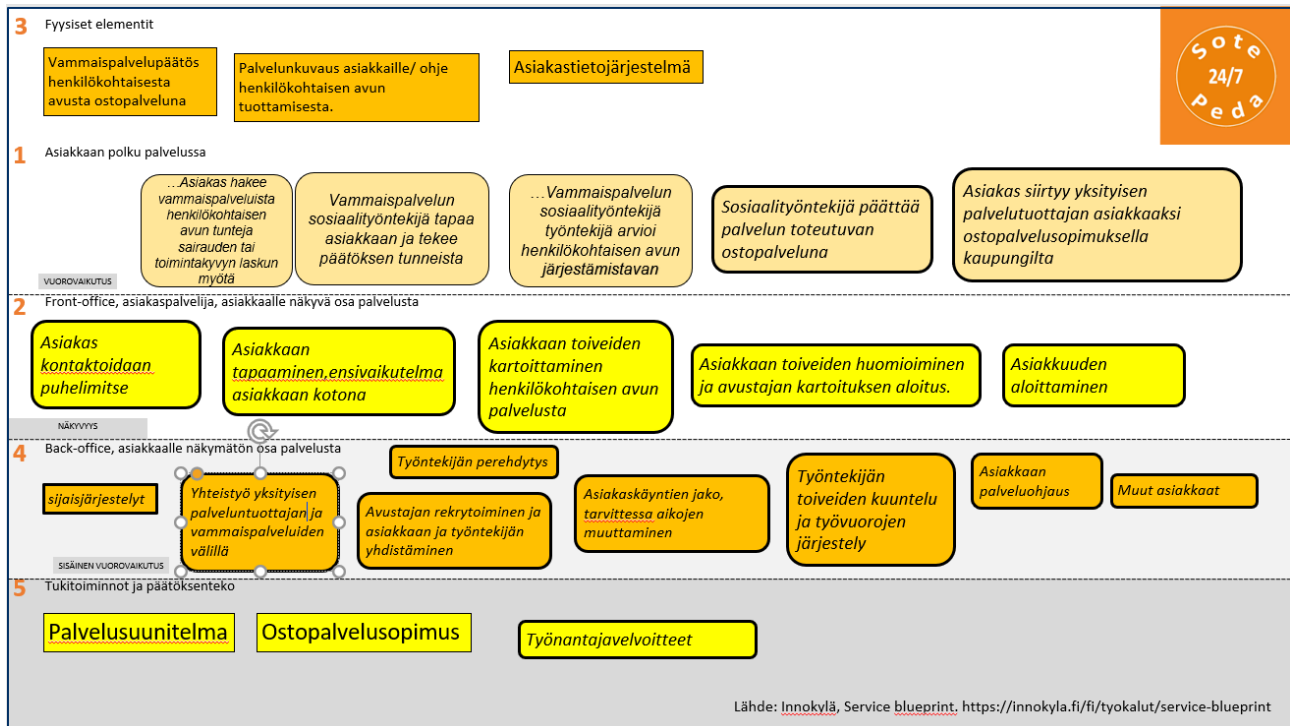 3 Fyysiset elementit
Vammaispalvelupäätös
henkilökohtaisesta
avusta ostopalveluna
Palvelunkuvaus asiakkaille/ ohje
henkilökohtaisen avun
tuottamisesta.
Asiakastietojärjestelmä
Sote
24/7
Peda
1 Asiakkaan polku palvelussa
...Asiakas hakee
vammaispalveluista
henkilökohtaisen
avun tunteja
sairauden tai
toimintakyvyn laskun
myötä
Vammaispalvelun
sosiaalityöntekijä tapaa
asiakkaan ja tekee
päätöksen tunneista
...Vammaispalvelun
sosiaalityöntekijä
työntekijä arvioi
henkilökohtaisen avun
järjestämistavan
Sosiaalityöntekijä päättää
palvelun toteutuvan
ostopalveluna
Asiakas siirtyy yksityisen
palvelutuottajan asiakkaaksi
ostopalvelusopimuksella
kaupungilta
VUOROVAIKUTUS
2 Front-office, asiakaspalvelija, asiakkaalle näkyvä osa palvelusta
Asiakas
kontaktoidaan
puhelimitse
Asiakkaan
tapaaminen,ensivaikutelma
asiakkaan kotona
Asiakkaan toiveiden
kartoittaminen
henkilökohtaisen avun
palvelusta
Asiakkaan toiveiden huomioiminen
ja avustajan kartoituksen aloitus.
Asiakkuuden
aloittaminen
NÄKYVYYS
4 Back-office, asiakkaalle näkymätön osa palvelusta
sijaisjärjestelyt
Yhteistyö yksityisen
palveluntuottajan ja
vammaispalveluiden
välillä
Työntekijän perehdytys
Avustajan rekrytoiminen ja
asiakkaan ja työntekijän
yhdistäminen
Asiakaskäyntien jako,
tarvittessa aikojen
muuttaminen
Työntekijän
toiveiden kuuntelu
ja työvuorojen
järjestely
Asiakkaan
palveluohjaus
Muut asiakkaat
SISÄINEN VUOROVAIKUTUS
5 Tukitoiminnot ja päätöksenteko
Palvelusuunitelma
Ostopalvelusopimus
Työnantajavelvoitteet
Lähde: Innokylä, Service blueprint. https://innokyla.fi/fi/tyokalut/service-blueprint